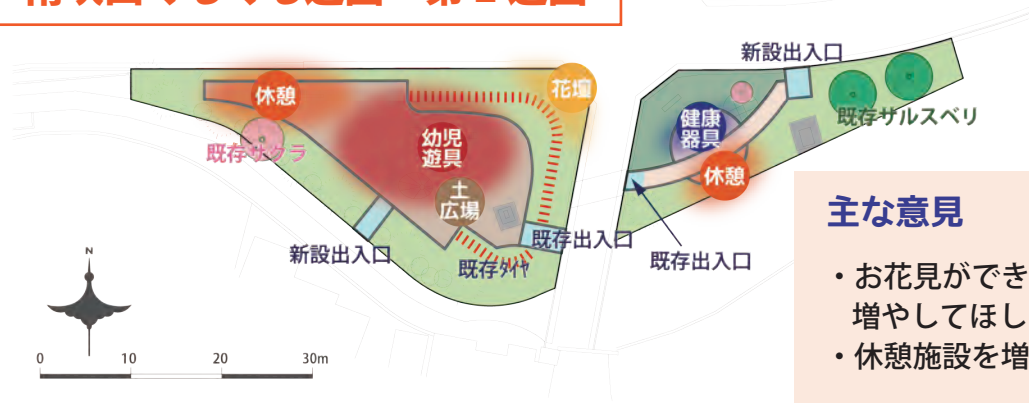 新設出入口
花壇
休憩
健康
器具
既存サルスベリ
幼児
遊具
既存サクラ
休憩
土
広場
既存出入口
新設出入口
既存タイヤ
既存出入口
主な意見
・お花見ができ
増やしてほし
・休憩施設を増
N
0 10 20 30m